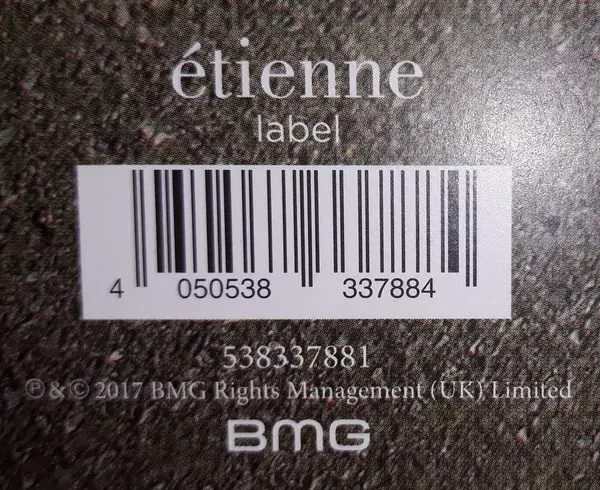 étienne
label
4 050538 337884
538337881
℗ & © 2017 BMG Rights Management (UK) Limited
BMG